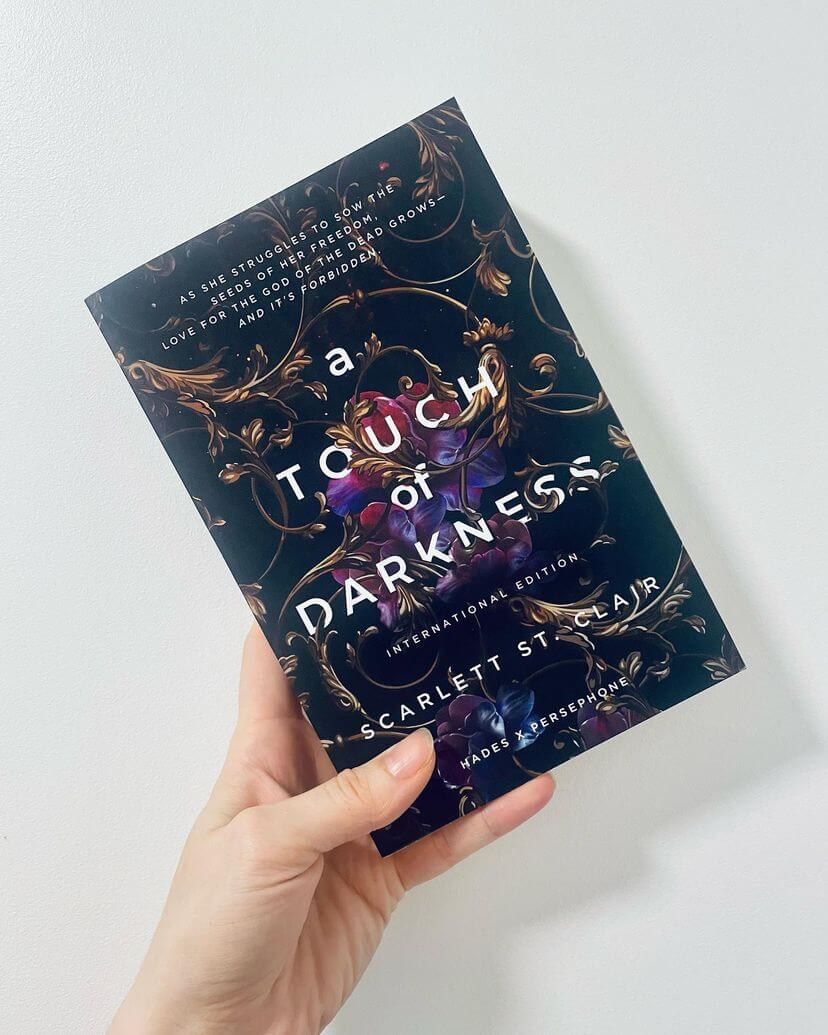 AS SHE STRUGGLES TO SOW THE
SEEDS OF HER FREEDOM,
LOVE FOR THE GOD OF THE DEAD GROWS—
AND IT'S FORBIDDEN.
a
TOUCH
of
DARKNESS
INTERNATIONAL EDITION
SCARLETT ST. CLAIR
HADES X PERSEPHONE